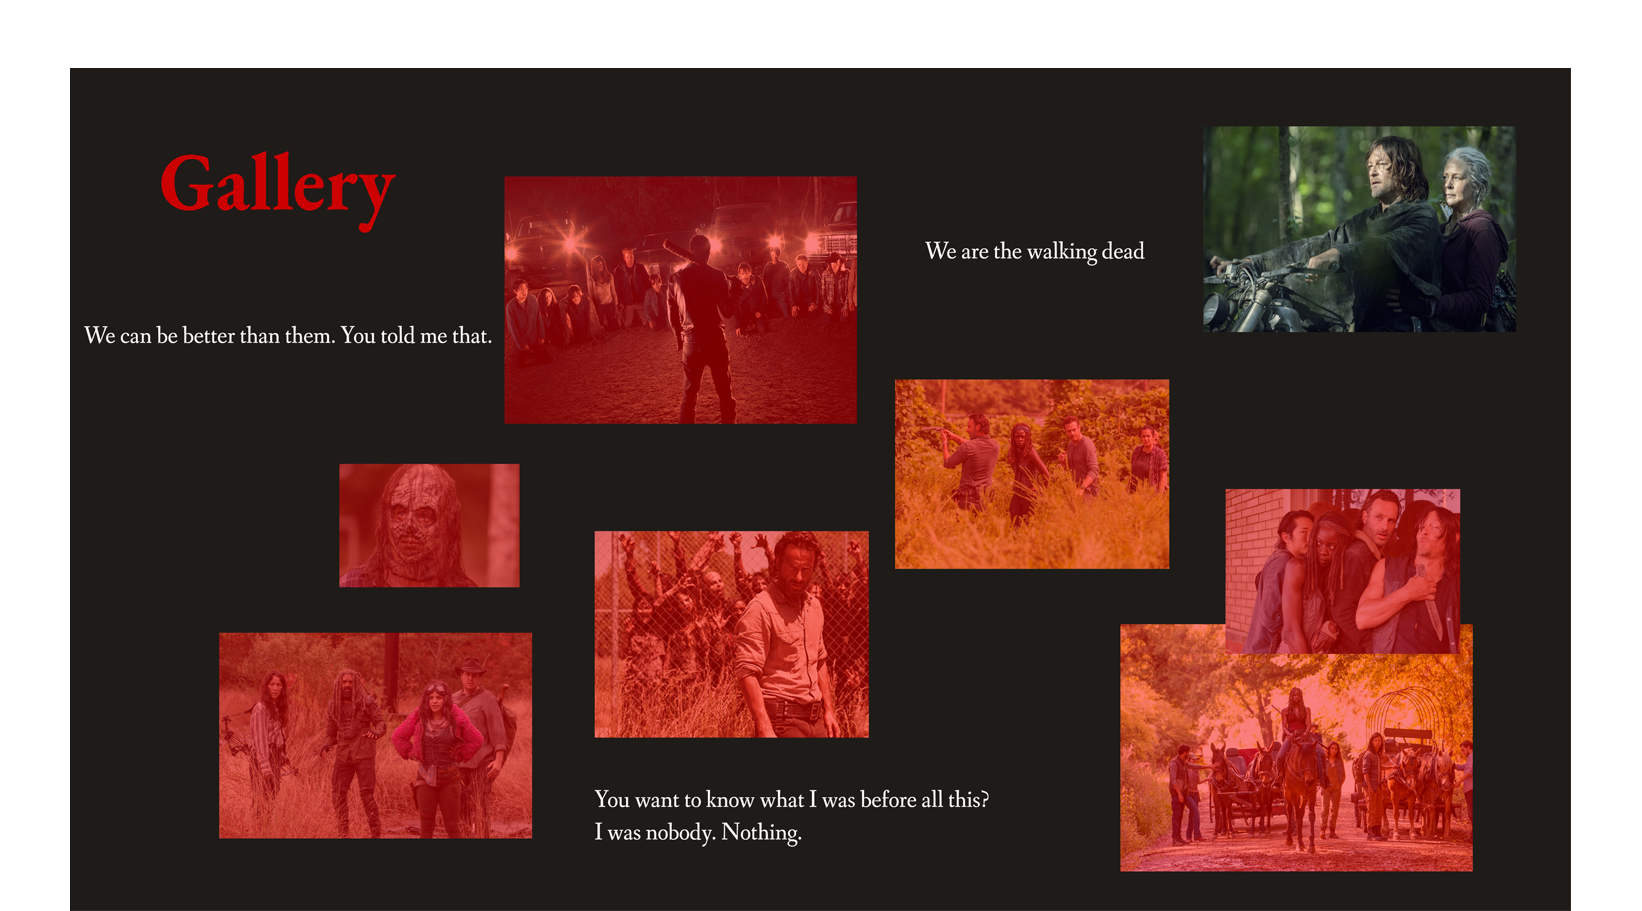 Gallery
We are the walking dead
We can be better than them. You told me that.
You want to know what I was before all this?
I was nobody. Nothing.